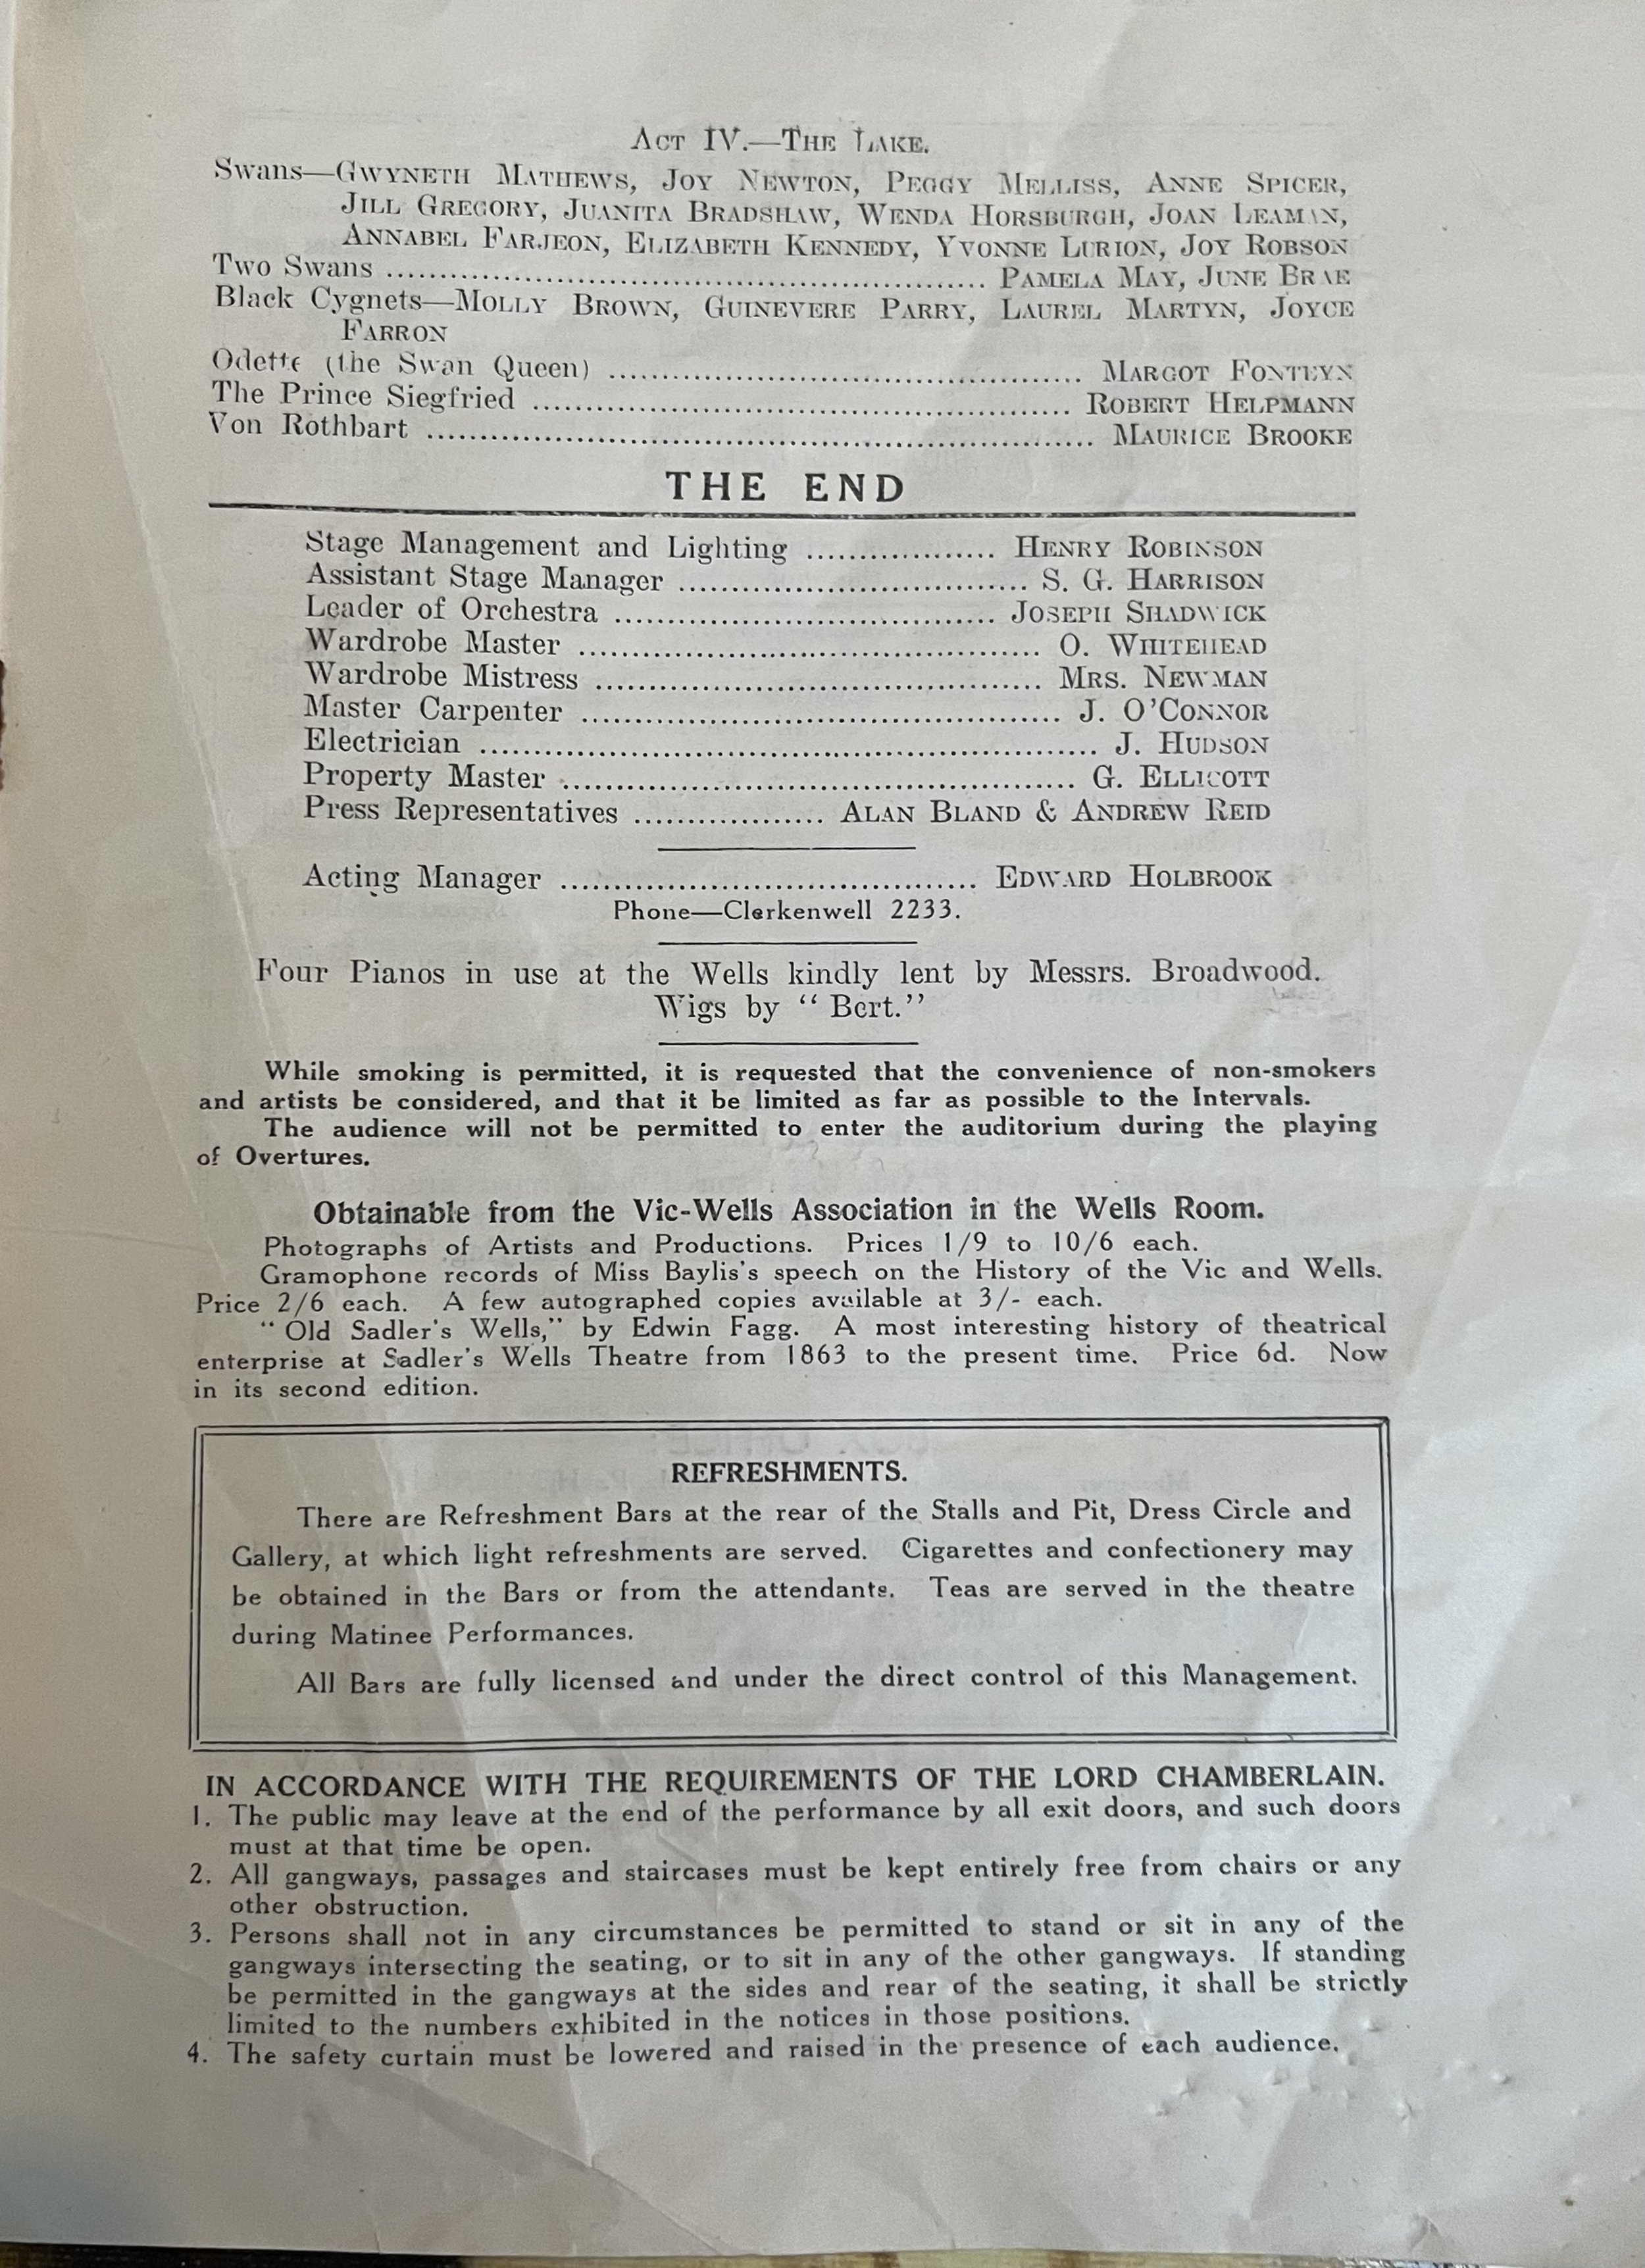 ACT IV.—THE LAKE.
Swans—GWYNETH MATHEWS, JOY NEWTON, PEGGY MELLISS, ANNE SPICER,
JILL GREGORY, JUANITA BRADSHAW, WENDA HORSBURGH, JOAN LEAMAN,
ANNABEL FARJEON, ELIZABETH KENNEDY, YVONNE LURION, JOY ROBSON
Two Swans ........................................................ PAMELA MAY, JUNE BRAE
Black Cygnets—MOLLY BROWN, GUINEVERE PARRY, LAUREL MARTYN, JOYCE
FARRON
Odette (the Swan Queen) ............................................. MARGOT FONTEYN
The Prince Siegfried .................................................. ROBERT HELPMANN
Von Rothbart .............................................................. MAURICE BROOKE
THE END
Stage Management and Lighting .................. HENRY ROBINSON
Assistant Stage Manager ................................. S. G. HARRISON
Leader of Orchestra .................................... JOSEPH SHADWICK
Wardrobe Master ........................................... O. WHITEHEAD
Wardrobe Mistress .......................................... MRS. NEWMAN
Master Carpenter ............................................. J. O'CONNOR
Electrician .......................................................... J. HUDSON
Property Master ................................................ G. ELLICOTT
Press Representatives .................. ALAN BLAND & ANDREW REID
Acting Manager ....................................... EDWARD HOLBROOK
Phone—Clerkenwell 2233.
Four Pianos in use at the Wells kindly lent by Messrs. Broadwood.
Wigs by "Bert."
While smoking is permitted, it is requested that the convenience of non-smokers
and artists be considered, and that it be limited as far as possible to the Intervals.
The audience will not be permitted to enter the auditorium during the playing
of Overtures.
Obtainable from the Vic-Wells Association in the Wells Room.
Photographs of Artists and Productions. Prices 1/9 to 10/6 each.
Gramophone records of Miss Baylis's speech on the History of the Vic and Wells.
Price 2/6 each. A few autographed copies available at 3/- each.
"Old Sadler's Wells," by Edwin Fagg. A most interesting history of theatrical
enterprise at Sadler's Wells Theatre from 1863 to the present time. Price 6d. Now
in its second edition.
REFRESHMENTS.
There are Refreshment Bars at the rear of the Stalls and Pit, Dress Circle and
Gallery, at which light refreshments are served. Cigarettes and confectionery may
be obtained in the Bars or from the attendants. Teas are served in the theatre
during Matinee Performances.
All Bars are fully licensed and under the direct control of this Management.
IN ACCORDANCE WITH THE REQUIREMENTS OF THE LORD CHAMBERLAIN.
1. The public may leave at the end of the performance by all exit doors, and such doors
must at that time be open.
2. All gangways, passages and staircases must be kept entirely free from chairs or any
other obstruction.
3. Persons shall not in any circumstances be permitted to stand or sit in any of the
gangways intersecting the seating, or to sit in any of the other gangways. If standing
be permitted in the gangways at the sides and rear of the seating, it shall be strictly
limited to the numbers exhibited in the notices in those positions.
4. The safety curtain must be lowered and raised in the presence of each audience.